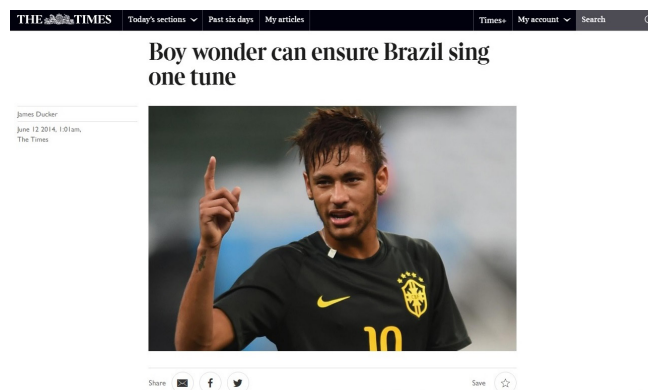 THE TIMES Today's sections Past six days My articles Times+ My account Search
Boy wonder can ensure Brazil sing
one tune
James Ducker
June 12 2014, 1:01am,
The Times
10
Share Save